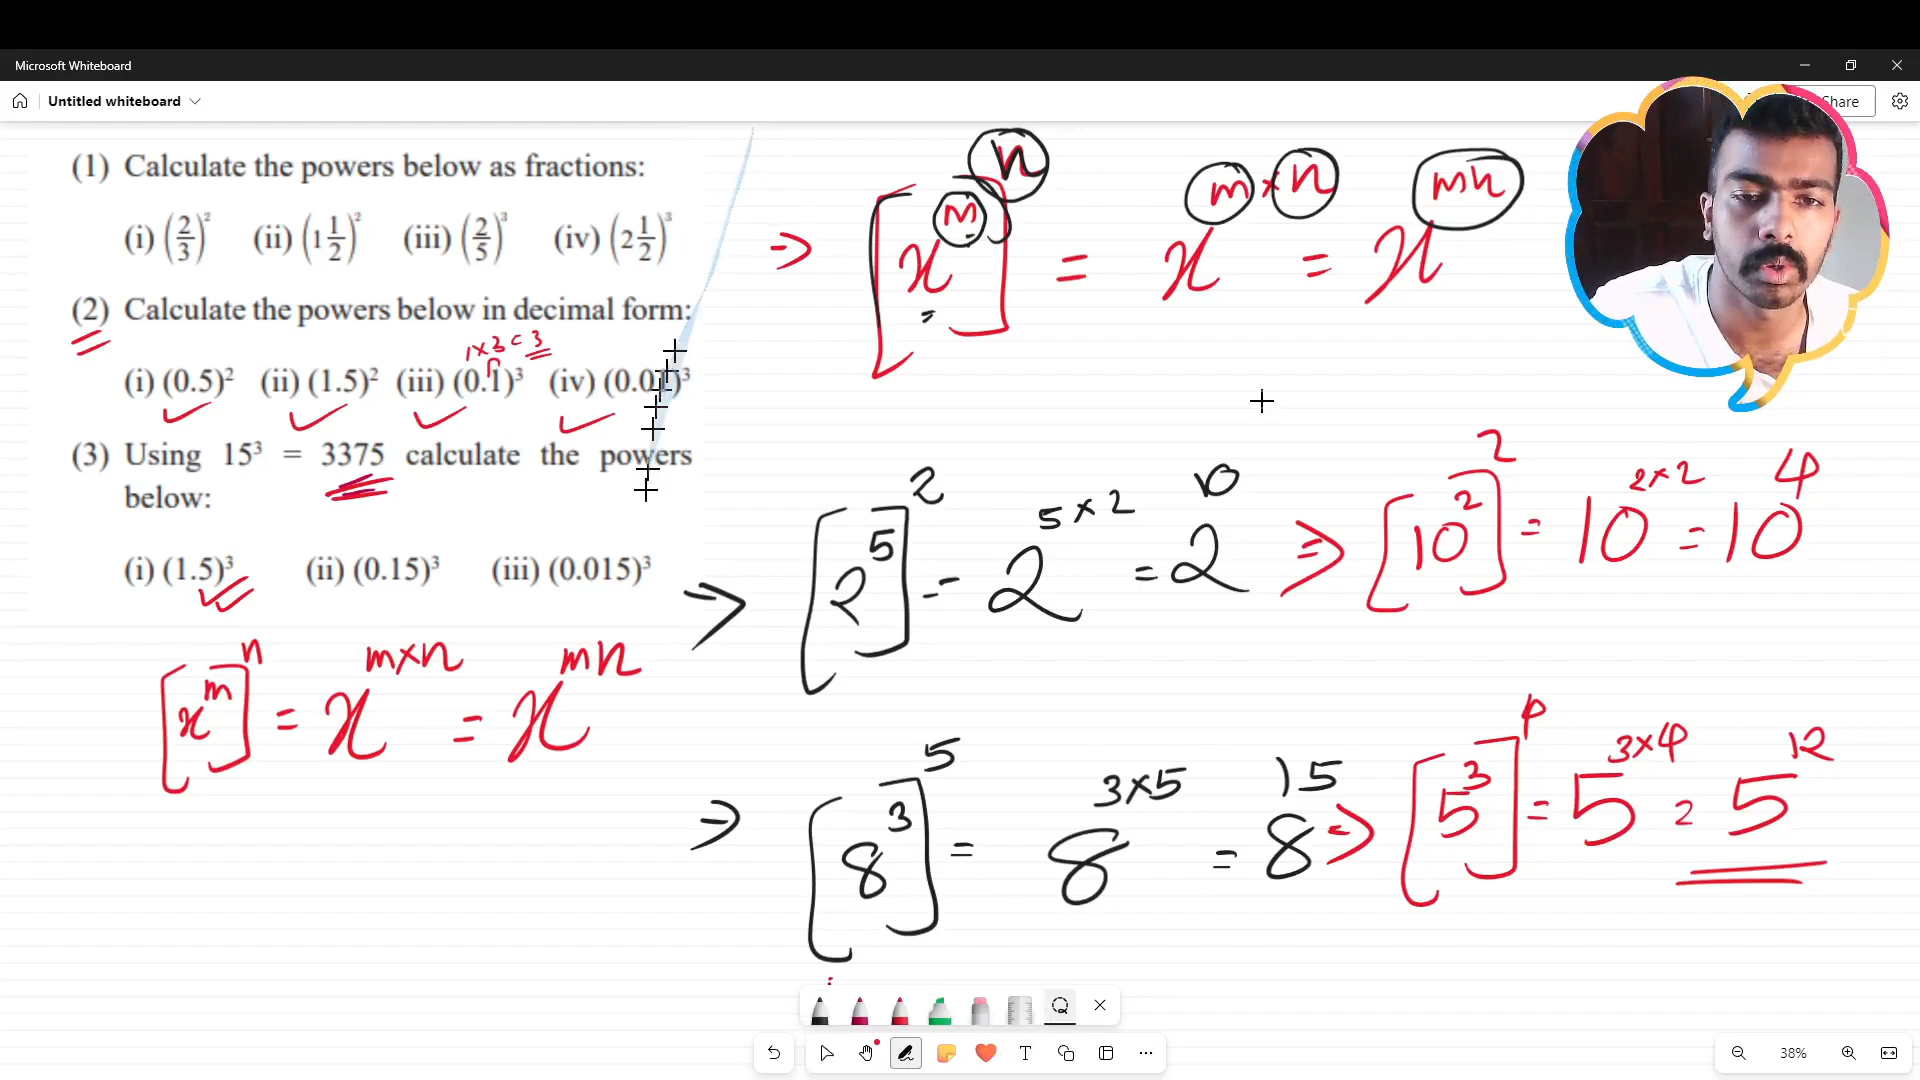 Microsoft Whiteboard
Untitled whiteboard
Share
(1) Calculate the powers below as fractions:
(i) (2/3)² (ii) (1 1/2)² (iii) (2/5)³ (iv) (2 1/2)³
(2) Calculate the powers below in decimal form:
1×3=3
(i) (0.5)² (ii) (1.5)² (iii) (0.1)³ (iv) (0.01)³
(3) Using 15³ = 3375 calculate the powers
below:
(i) (1.5)³ (ii) (0.15)³ (iii) (0.015)³
[x^m]^n = x^m×n = x^mn
⇒ [x^m]^n = x^m×n = x^mn
⇒ [2^5]^2 = 2^5×2 = 2^10
⇒ [10^2]^2 = 10^2×2 = 10^4
⇒ [8^3]^5 = 8^3×5 = 8^15
⇒ [5^3]^4 = 5^3×4 = 5^12
38%